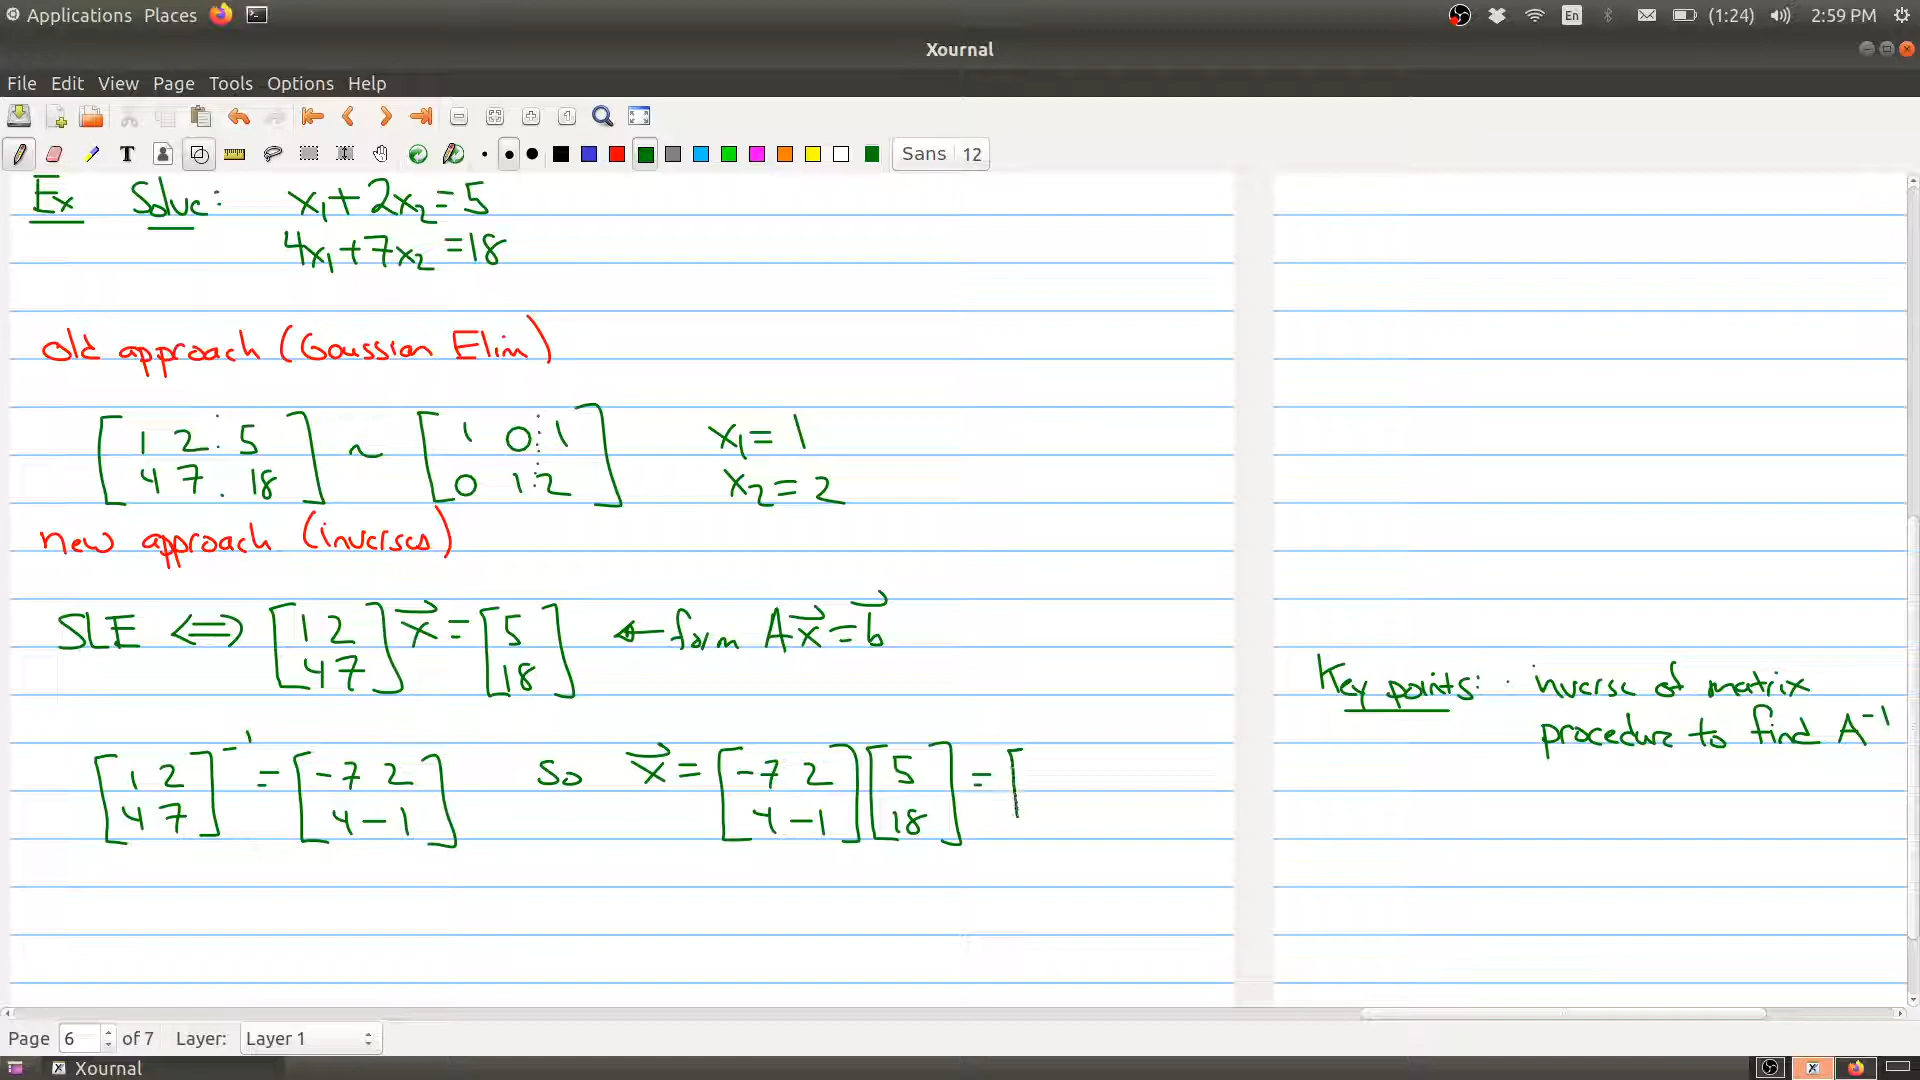 Applications Places En (1:24) 2:59 PM
Xournal
File Edit View Page Tools Options Help
T Sans 12
Ex Solve: x₁+2x₂=5
4x₁+7x₂=18
old approach (Gaussian Elim)
[1 2 : 5 ~ [1 0 : 1 x₁=1
4 7 . 18] 0 1 : 2] x₂=2
new approach (inverses)
SLE ⟺ [1 2 x⃗ = [5 ← form Ax⃗=b⃗
4 7] 18]
Key points: · inverse of matrix
procedure to find A⁻¹
[1 2 ⁻¹ = [-7 2 So x⃗ = [-7 2 [5 = [
4 7] 4 -1] 4 -1] 18]
Page 6 of 7 Layer: Layer 1
Xournal